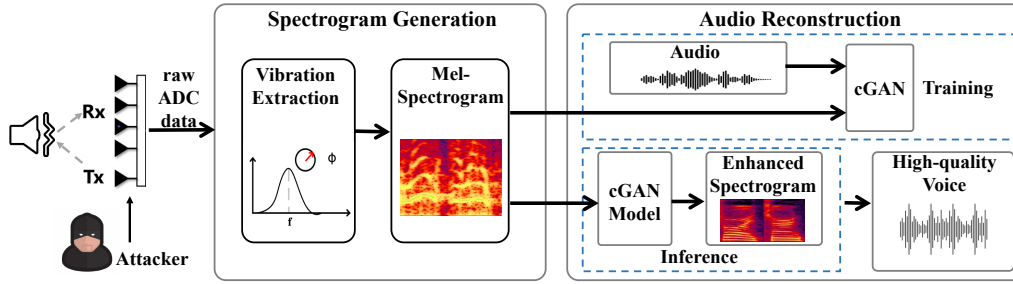 Spectrogram Generation
Audio Reconstruction
Rx
Tx
Attacker
raw
ADC
data
Vibration
Extraction
ϕ
f
Mel-
Spectrogram
Audio
cGAN
Training
cGAN
Model
Enhanced
Spectrogram
Inference
High-quality
Voice